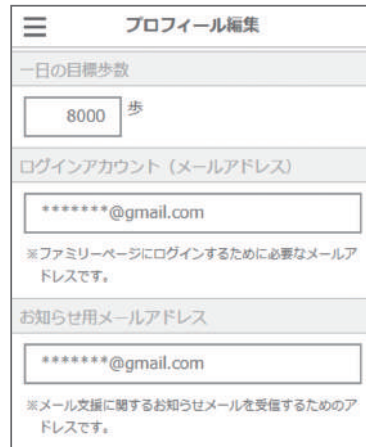 プロフィール編集
一日の目標歩数
8000 歩
ログインアカウント（メールアドレス）
*******@gmail.com
※ファミリーページにログインするために必要なメールア
ドレスです。
お知らせ用メールアドレス
*******@gmail.com
※メール支援に関するお知らせメールを受信するためのア
ドレスです。